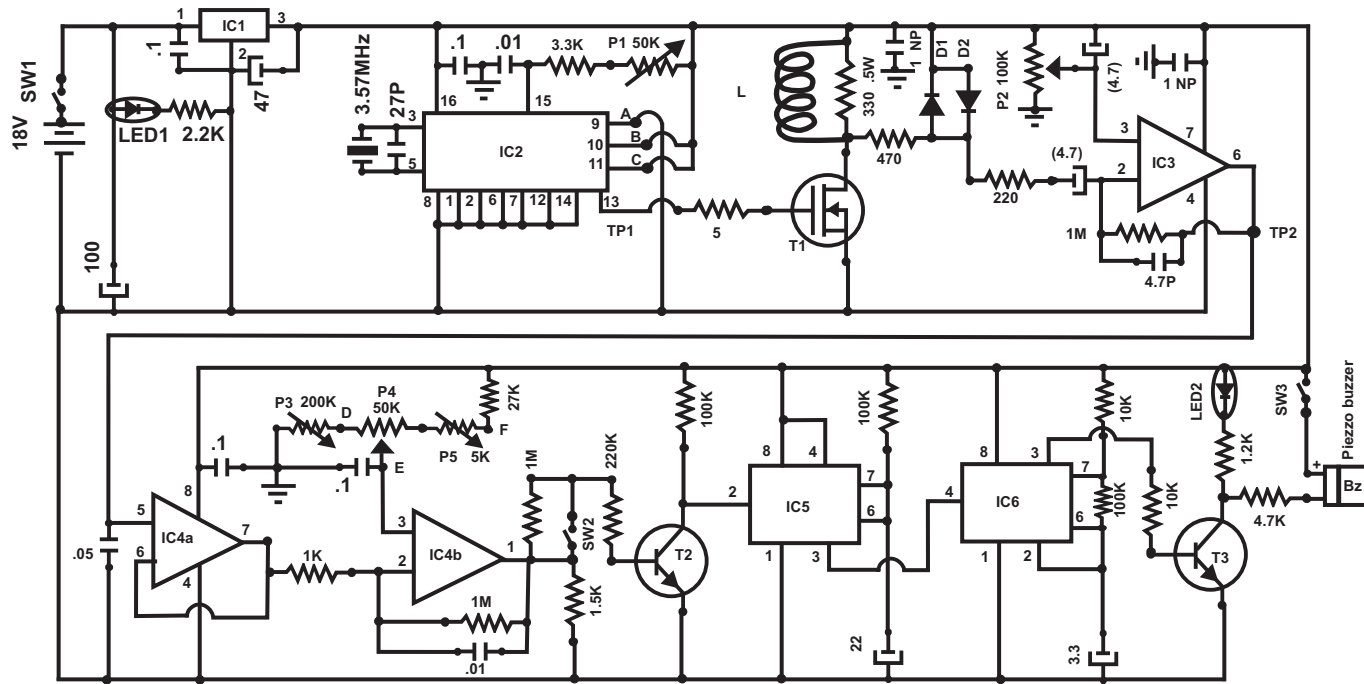 1
IC1
3
2
.1
47
SW1
18V
LED1
2.2K
100
3.57MHz
27P
.1
.01
3.3K
P1 50K
16
15
3
5
IC2
9
10
11
A
B
C
8
1
2
6
7
12
14
13
TP1
5
T1
L
330 .5W
470
1 NP
D1
D2
P2 100K
(4.7)
1 NP
220
(4.7)
3
2
7
IC3
6
4
1M
4.7P
TP2
P3
200K
D
P4
50K
P5
5K
F
27K
.1
.1
E
8
5
6
IC4a
7
4
.05
1K
3
2
IC4b
1
1M
.01
1M
SW2
220K
1.5K
T2
100K
2
8
4
IC5
7
6
1
3
100K
22
4
8
3
IC6
7
6
1
2
10K
100K
3.3
10K
T3
LED2
1.2K
4.7K
SW3
+
Bz
Piezzo buzzer